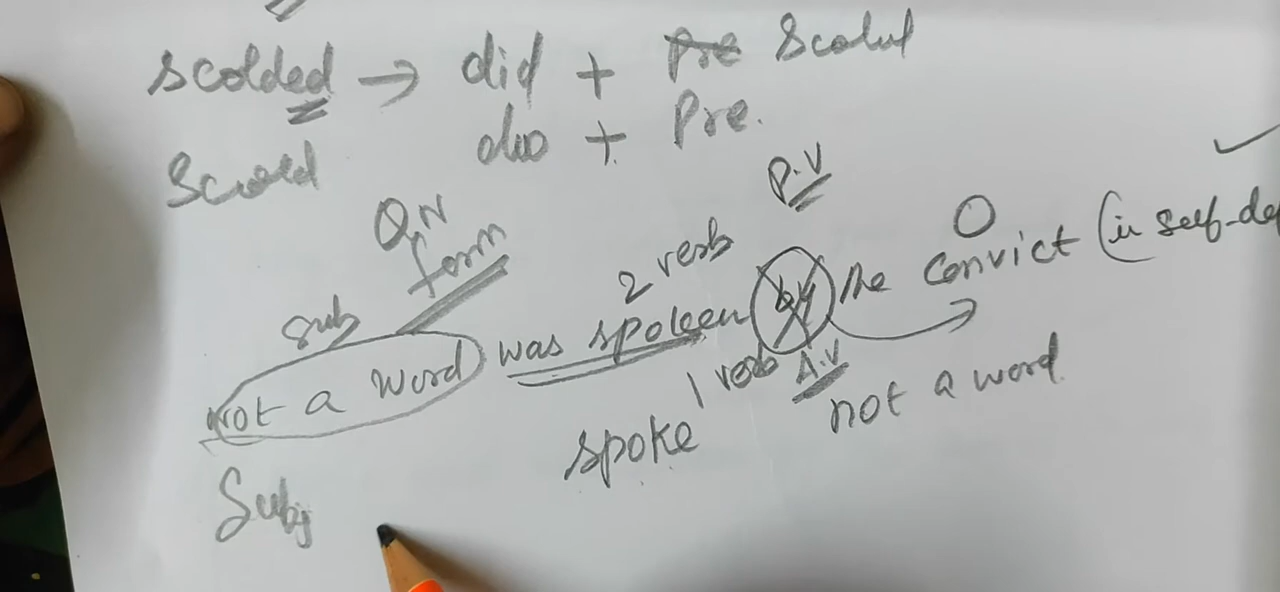 scolded → did + Pre Scold
Scold do + Pre.
P.V
Q.N
form
2 verb
O
sub
not a word was spoken by the convict (in self-def
1 verb A.V
spoke not a word
Subj